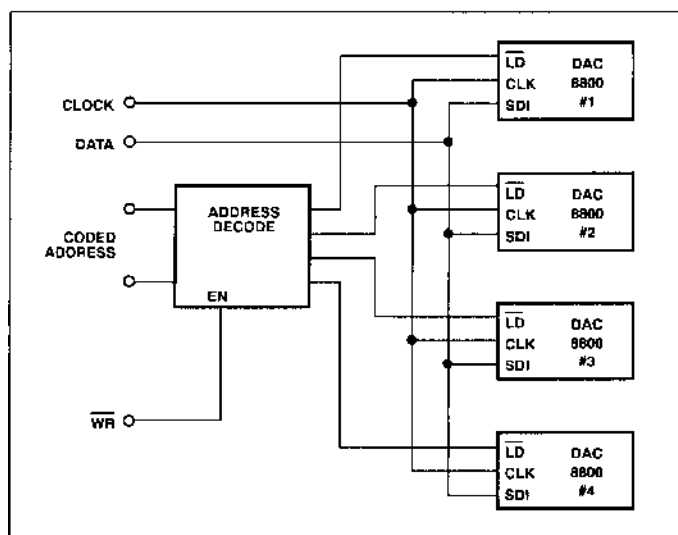 CLOCK
DATA
CODED
ADDRESS
WR
ADDRESS
DECODE
EN
LD
CLK
SDI
DAC
8800
#1
LD
CLK
SDI
DAC
8800
#2
LD
CLK
SDI
DAC
8800
#3
LD
CLK
SDI
DAC
8800
#4